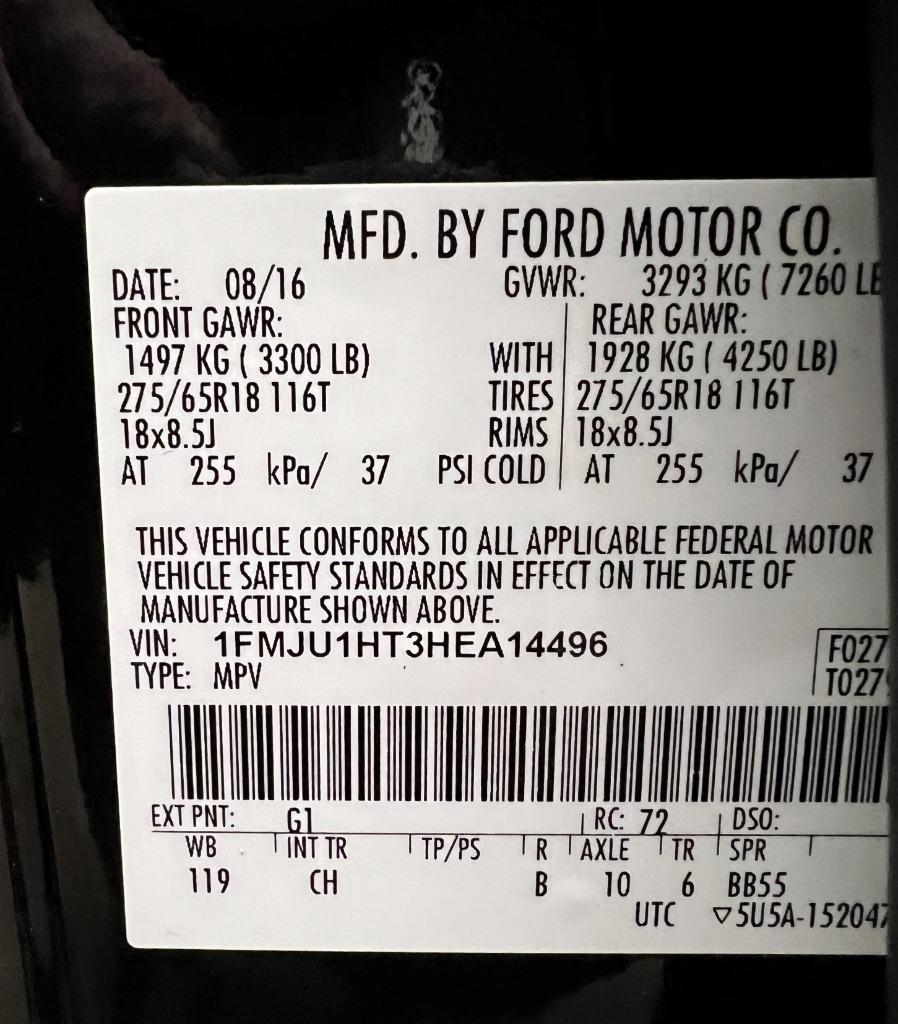 MFD. BY FORD MOTOR CO.
DATE: 08/16 GVWR: 3293 KG ( 7260 LB
FRONT GAWR: REAR GAWR:
1497 KG ( 3300 LB) WITH 1928 KG ( 4250 LB)
275/65R18 116T TIRES 275/65R18 116T
18x8.5J RIMS 18x8.5J
AT 255 kPa/ 37 PSI COLD AT 255 kPa/ 37
THIS VEHICLE CONFORMS TO ALL APPLICABLE FEDERAL MOTOR
VEHICLE SAFETY STANDARDS IN EFFECT ON THE DATE OF
MANUFACTURE SHOWN ABOVE.
VIN: 1FMJU1HT3HEA14496 F027
TYPE: MPV T027
EXT PNT: G1 RC: 72 DSO:
WB INT TR TP/PS R AXLE TR SPR
119 CH B 10 6 BB55
UTC ▽5U5A-152047